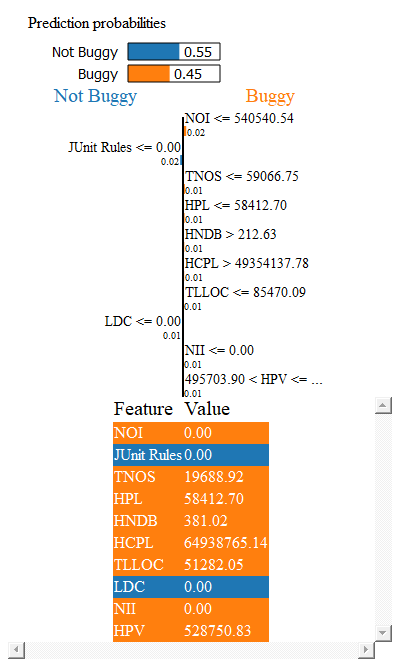 Prediction probabilities
Not Buggy 0.55
Buggy 0.45
Not Buggy Buggy
NOI <= 540540.54
0.02
JUnit Rules <= 0.00
0.02
TNOS <= 59066.75
0.01
HPL <= 58412.70
0.01
HNDB > 212.63
0.01
HCPL > 49354137.78
0.01
TLLOC <= 85470.09
0.01
LDC <= 0.00
0.01
NII <= 0.00
0.01
495703.90 < HPV <= ...
0.01
Feature Value
NOI 0.00
JUnit Rules 0.00
TNOS 19688.92
HPL 58412.70
HNDB 381.02
HCPL 64938765.14
TLLOC 51282.05
LDC 0.00
NII 0.00
HPV 528750.83